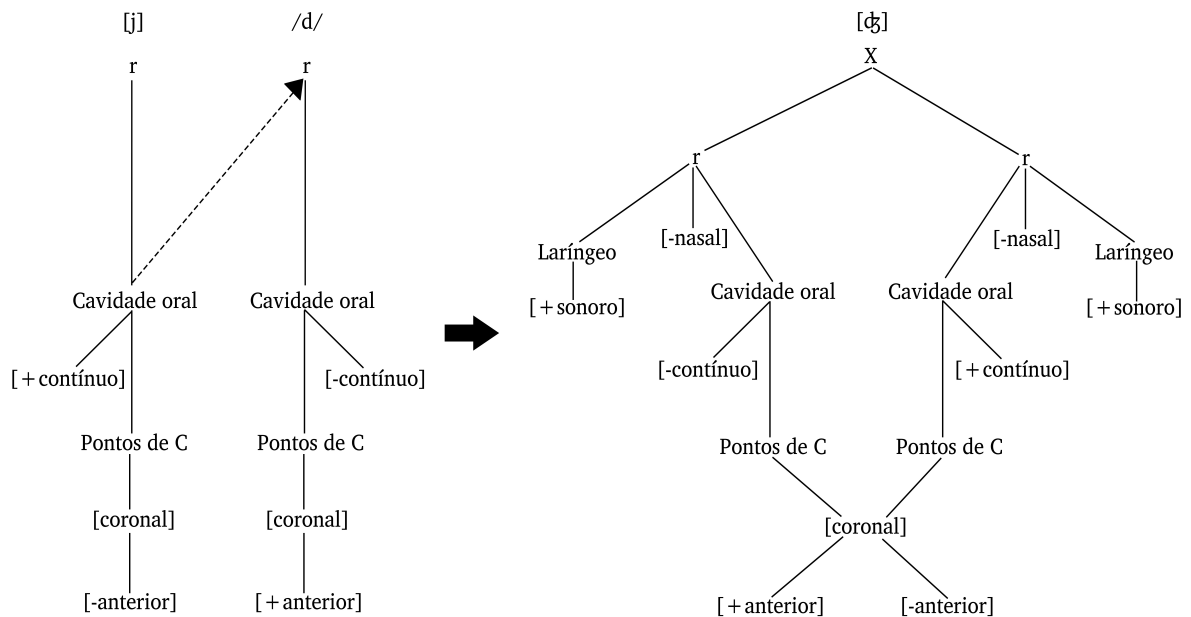 [j] /d/ [ʤ]
X
r r
r r
[-nasal] [-nasal]
Laríngeo Laríngeo
Cavidade oral Cavidade oral Cavidade oral Cavidade oral
[+sonoro] [+sonoro]
[+contínuo] [-contínuo] [-contínuo] [+contínuo]
Pontos de C Pontos de C Pontos de C Pontos de C
[coronal] [coronal] [coronal]
[-anterior] [+anterior] [+anterior] [-anterior]